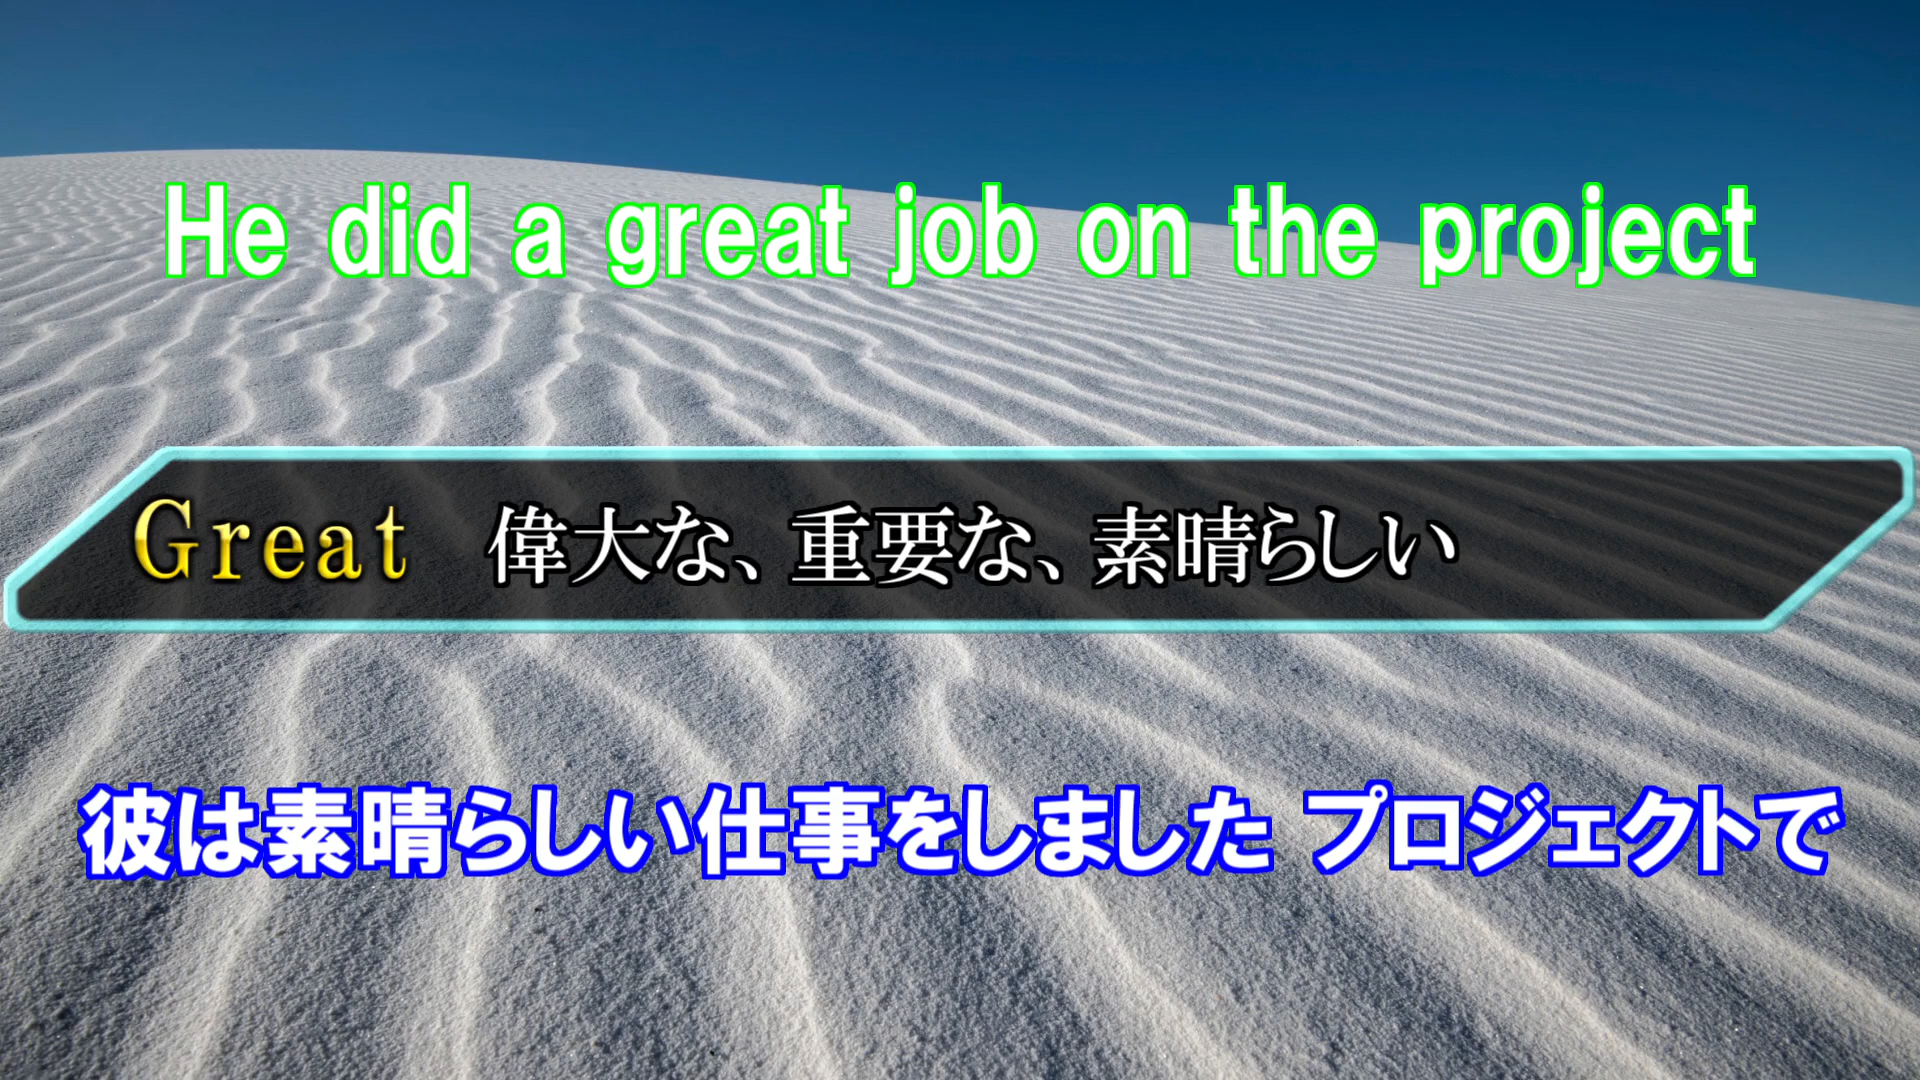 He did a great job on the project
Great 偉大な、重要な、素晴らしい
彼は素晴らしい仕事をしました プロジェクトで